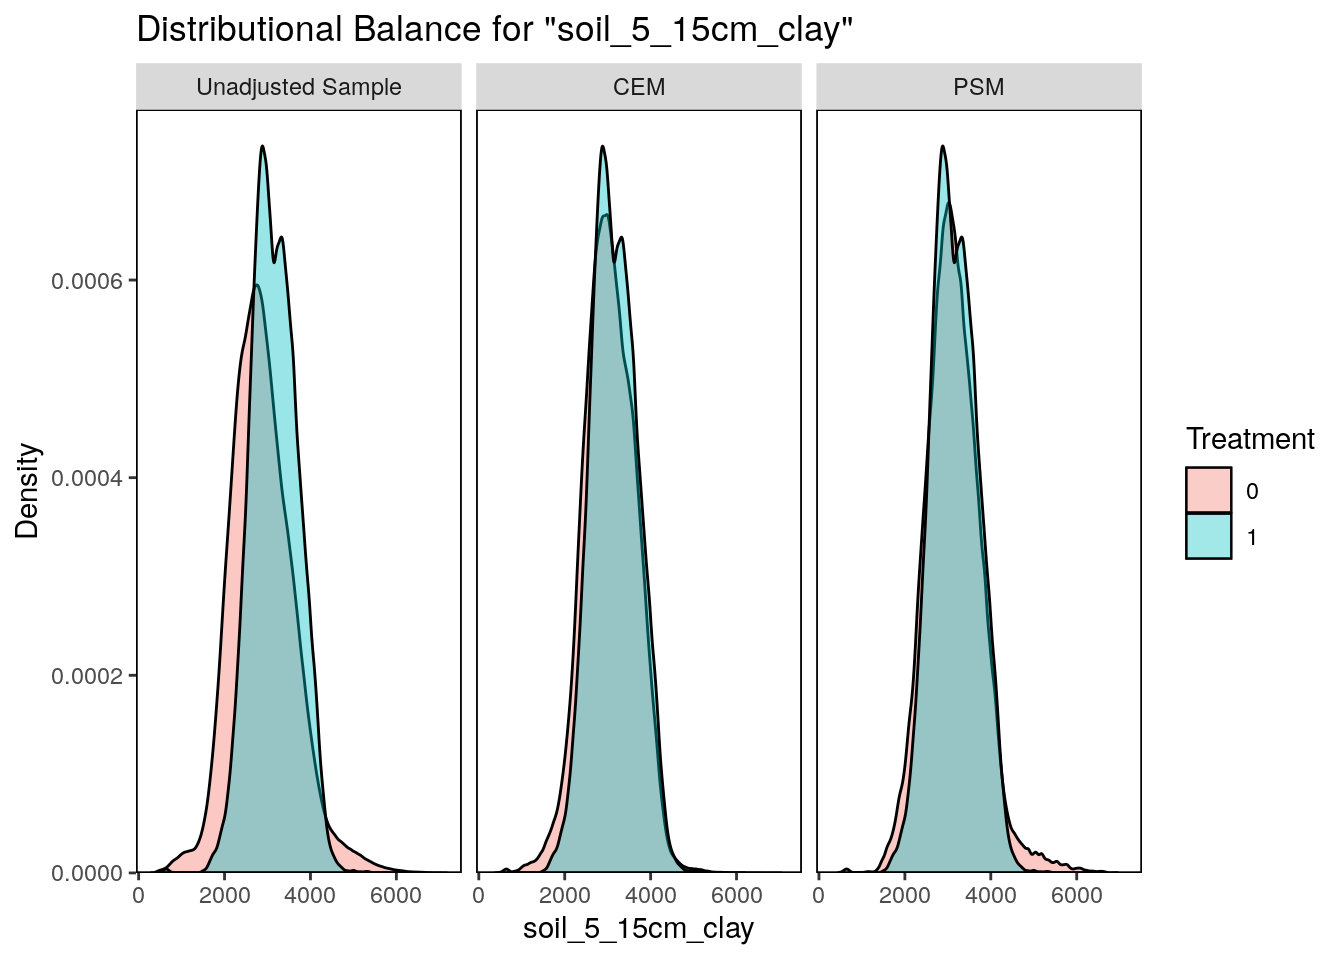 Distributional Balance for "soil_5_15cm_clay"
Unadjusted Sample
CEM
PSM
Density
0.0006
0.0004
0.0002
0.0000
0 2000 4000 6000
0 2000 4000 6000
0 2000 4000 6000
soil_5_15cm_clay
Treatment
0
1